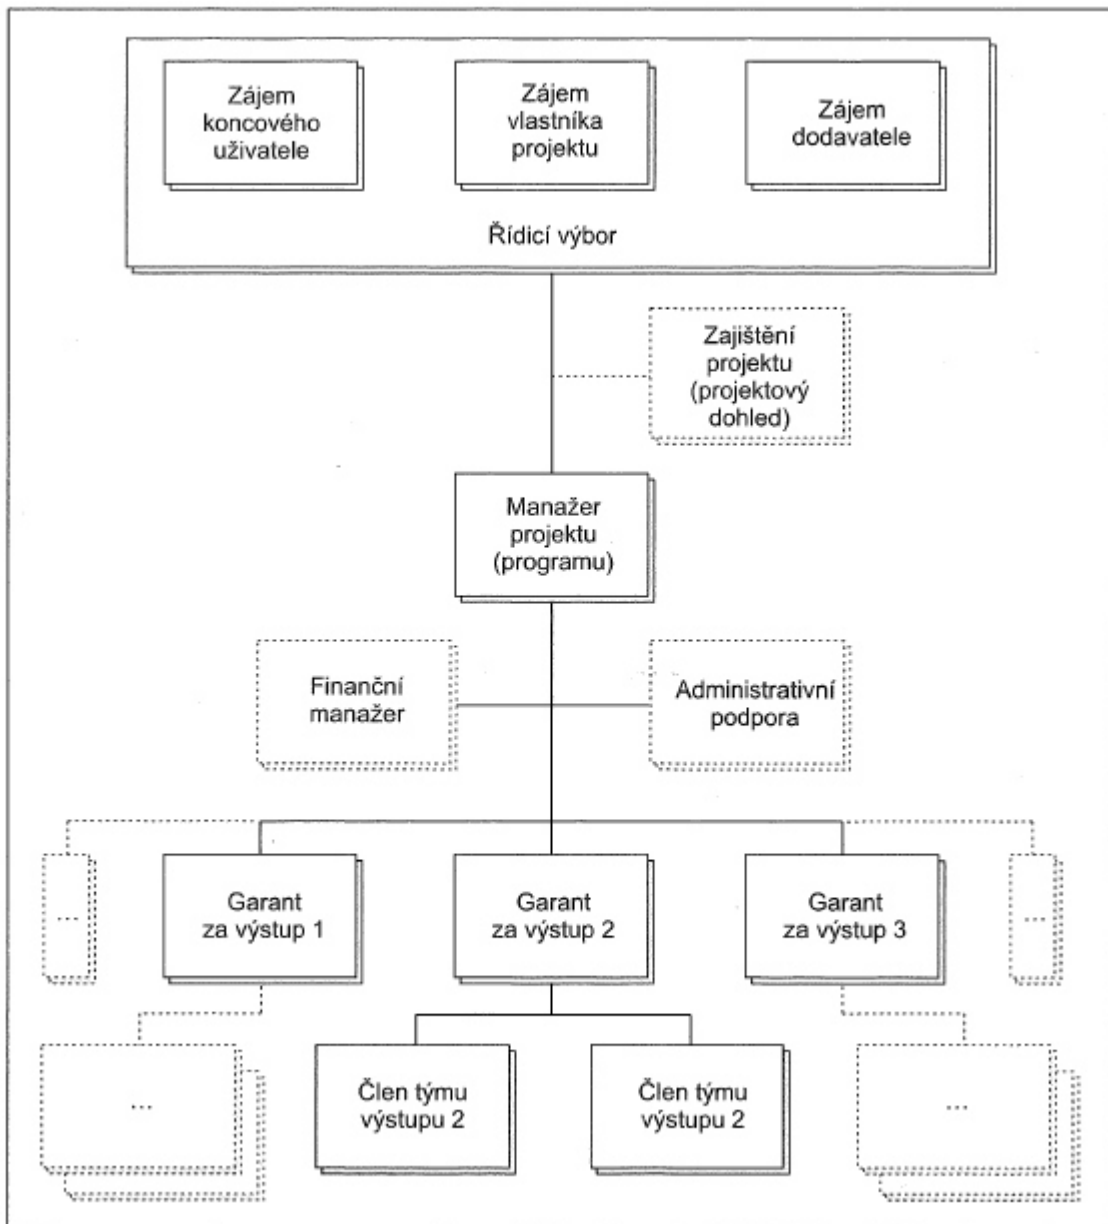 Zájem
koncového
uživatele
Zájem
vlastníka
projektu
Zájem
dodavatele
Řídicí výbor
Zajištění
projektu
(projektový
dohled)
Manažer
projektu
(programu)
Finanční
manažer
Administrativní
podpora
...
Garant
za výstup 1
Garant
za výstup 2
Garant
za výstup 3
...
...
Člen týmu
výstupu 2
Člen týmu
výstupu 2
...